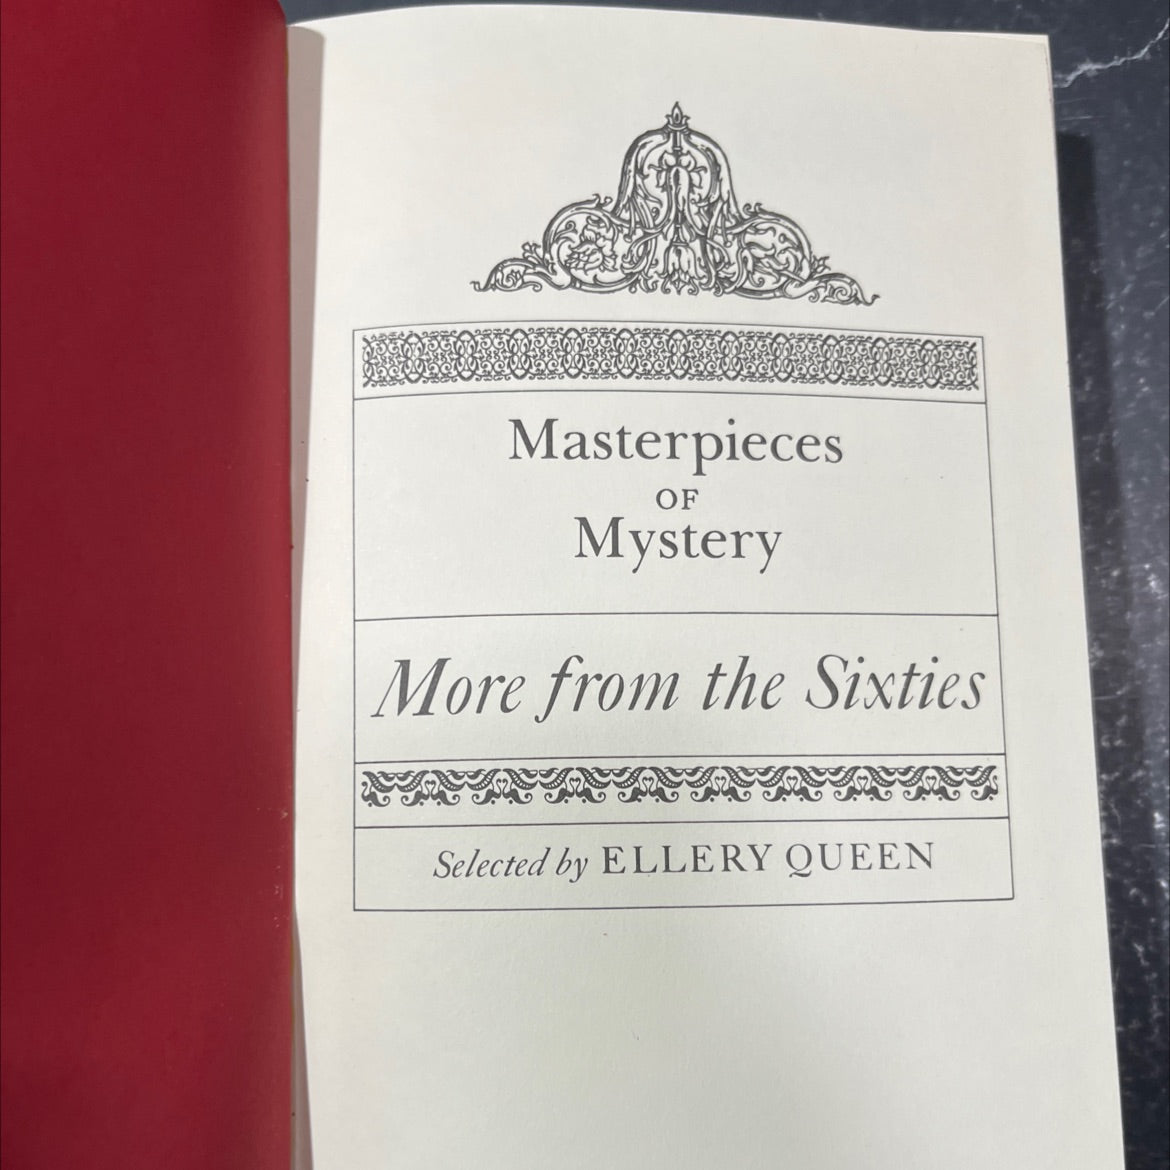 Masterpieces
OF
Mystery
More from the Sixties
Selected by ELLERY QUEEN